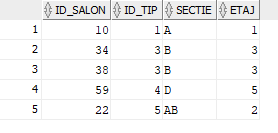 ID_SALON ID_TIP SECTIE ETAJ
1 10 1 A 1
2 34 3 B 3
3 38 3 B 3
4 59 4 D 5
5 22 5 AB 2